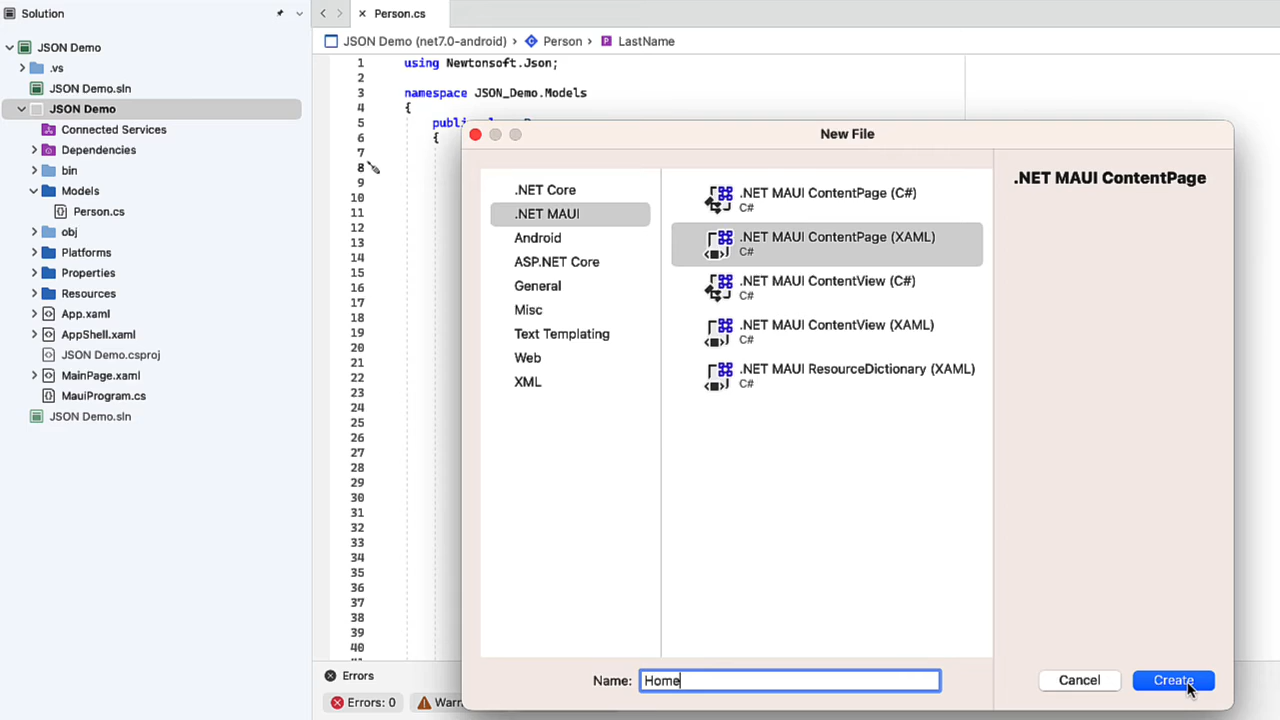 Solution
Person.cs
JSON Demo
.vs
JSON Demo.sln
JSON Demo
Connected Services
Dependencies
bin
Models
Person.cs
obj
Platforms
Properties
Resources
App.xaml
AppShell.xaml
JSON Demo.csproj
MainPage.xaml
MauiProgram.cs
JSON Demo.sln
JSON Demo (net7.0-android) › Person › LastName
1 using Newtonsoft.Json;
2
3 namespace JSON_Demo.Models
4 {
5 publi
6 {
7
8
9
10
11
12
13
14
15
16
17
18
19
20
21
22
23
24
25
26
27
28
29
30
31
32
33
34
35
36
37
38
39
40
Errors
Errors: 0 Warn
New File
.NET Core
.NET MAUI
Android
ASP.NET Core
General
Misc
Text Templating
Web
XML
.NET MAUI ContentPage (C#)
C#
.NET MAUI ContentPage (XAML)
C#
.NET MAUI ContentView (C#)
C#
.NET MAUI ContentView (XAML)
C#
.NET MAUI ResourceDictionary (XAML)
C#
.NET MAUI ContentPage
Name: Home
Cancel Create